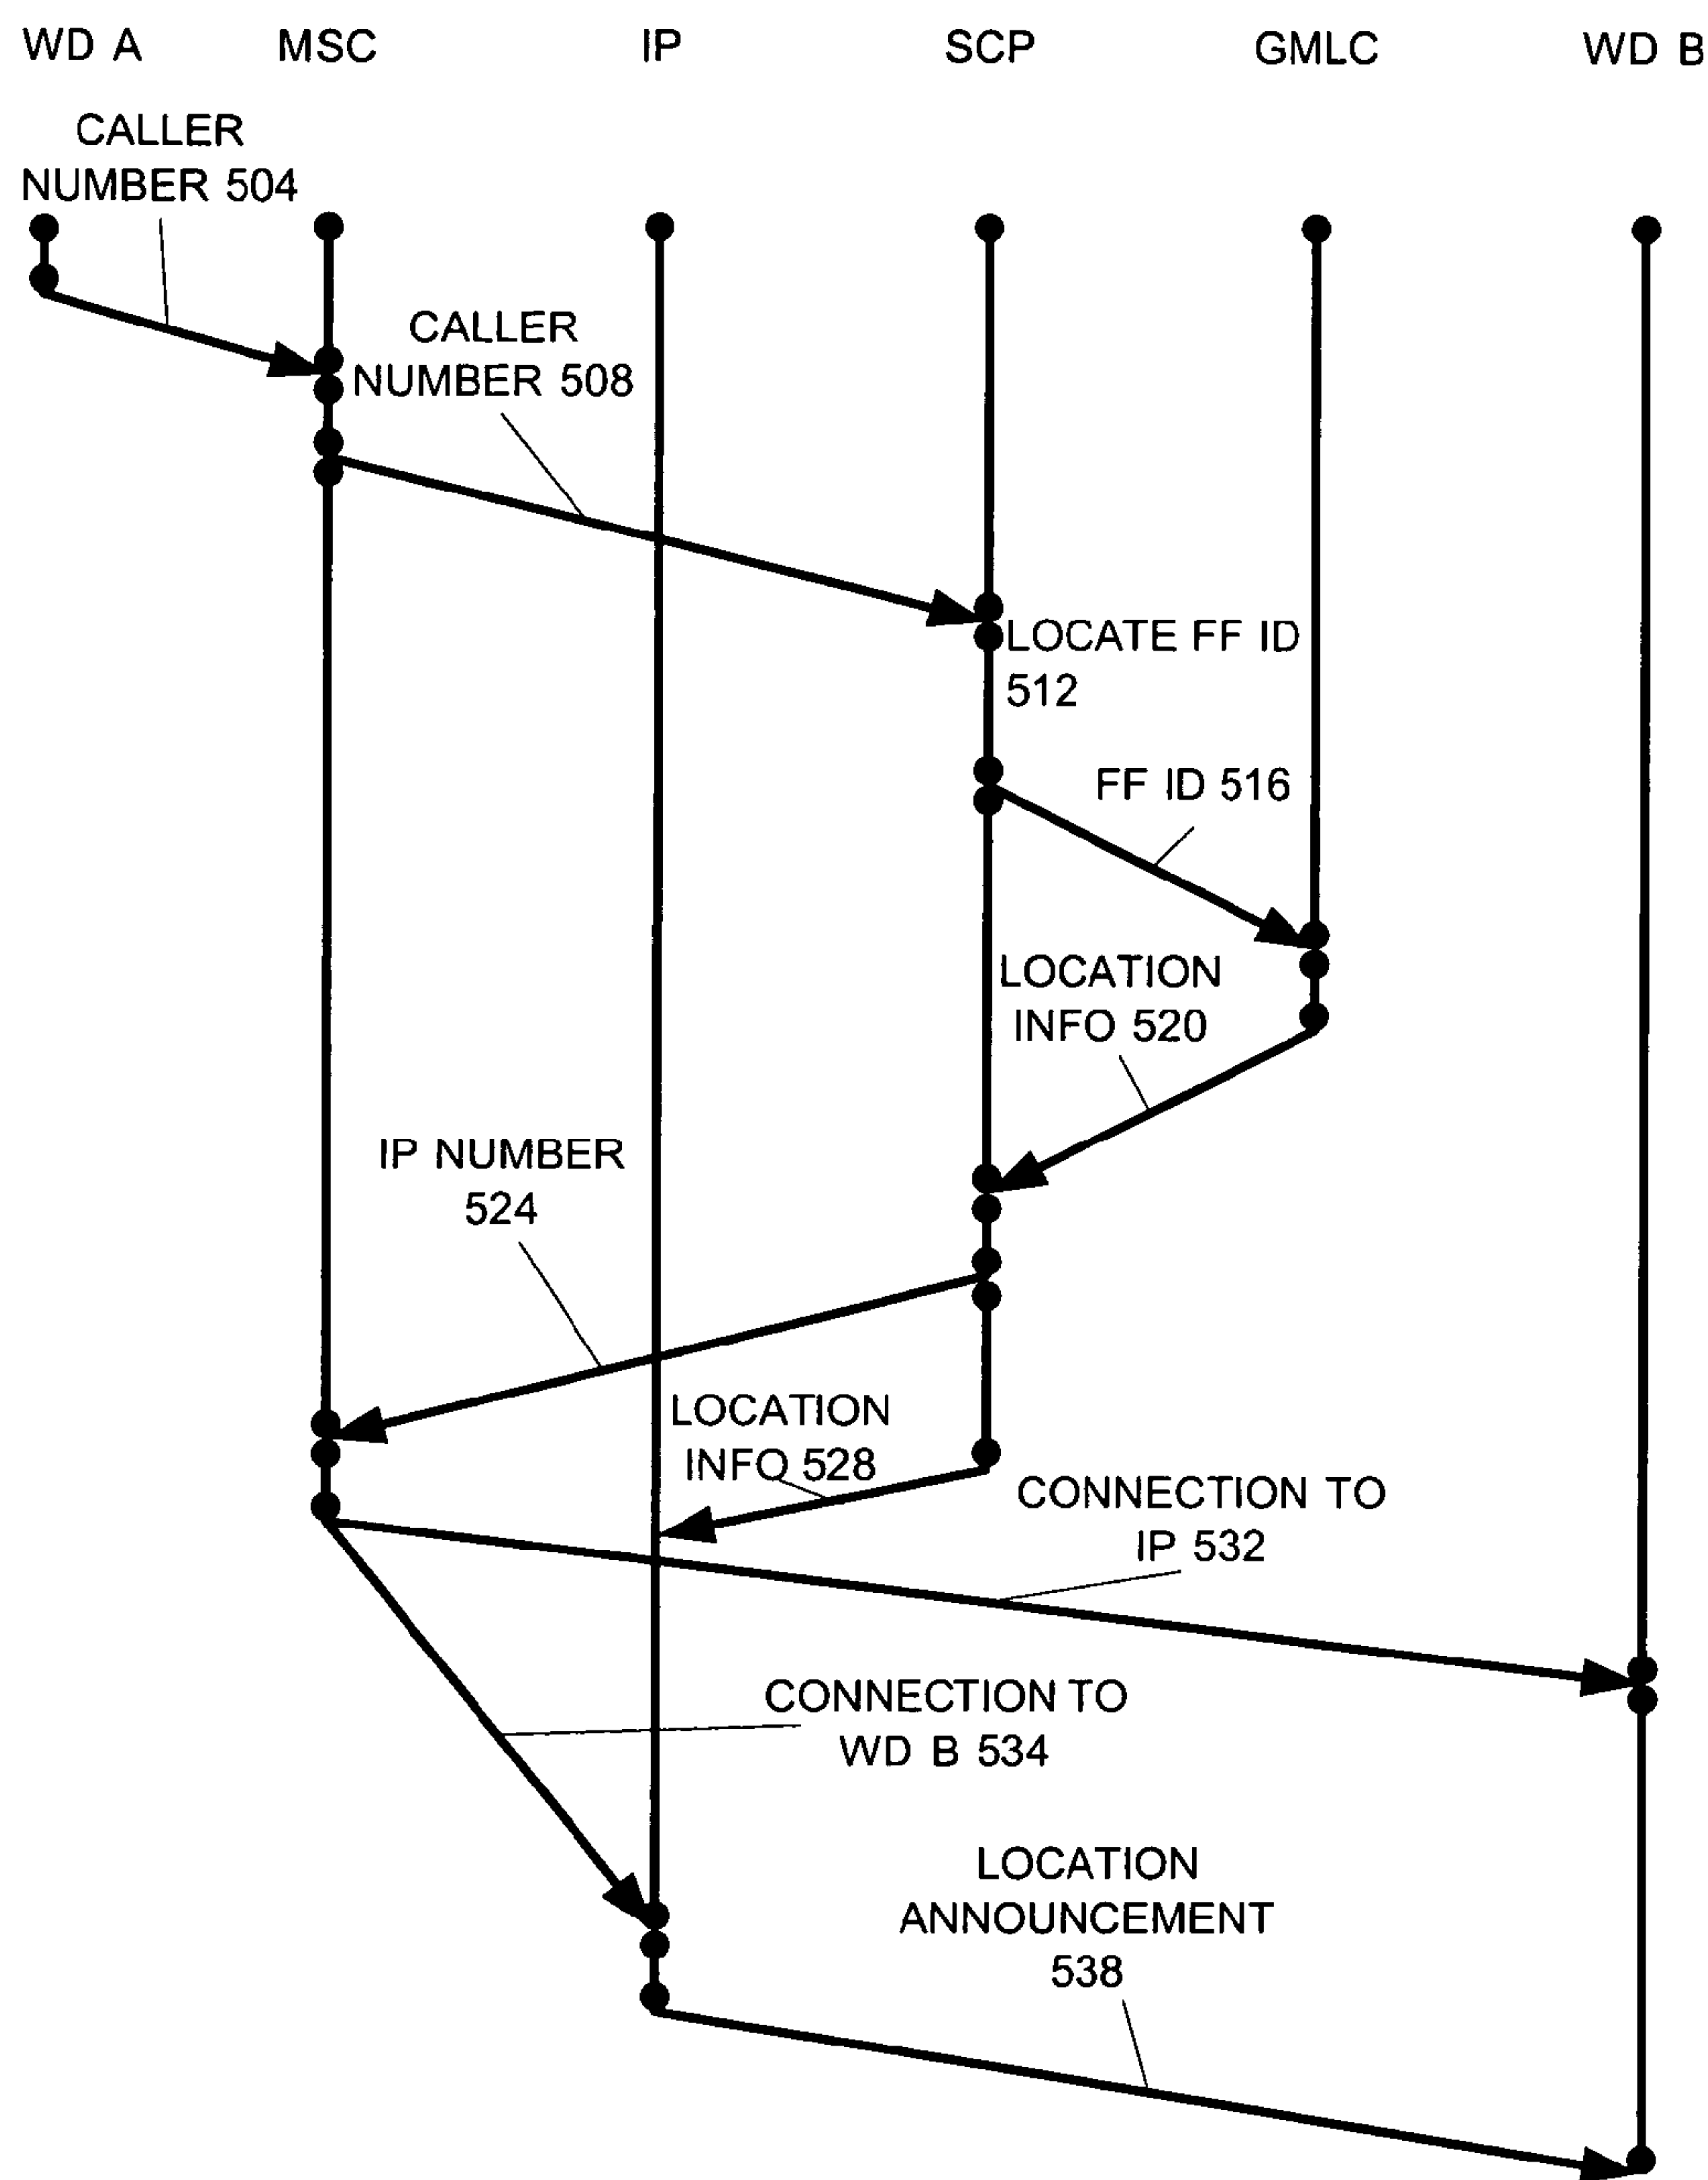 WD A MSC IP SCP GMLC WD B
CALLER
NUMBER 504
CALLER
NUMBER 508
LOCATE FF ID
512
FF ID 516
LOCATION
INFO 520
IP NUMBER
524
LOCATION
INFO 528
CONNECTION TO
IP 532
CONNECTION TO
WD B 534
LOCATION
ANNOUNCEMENT
538